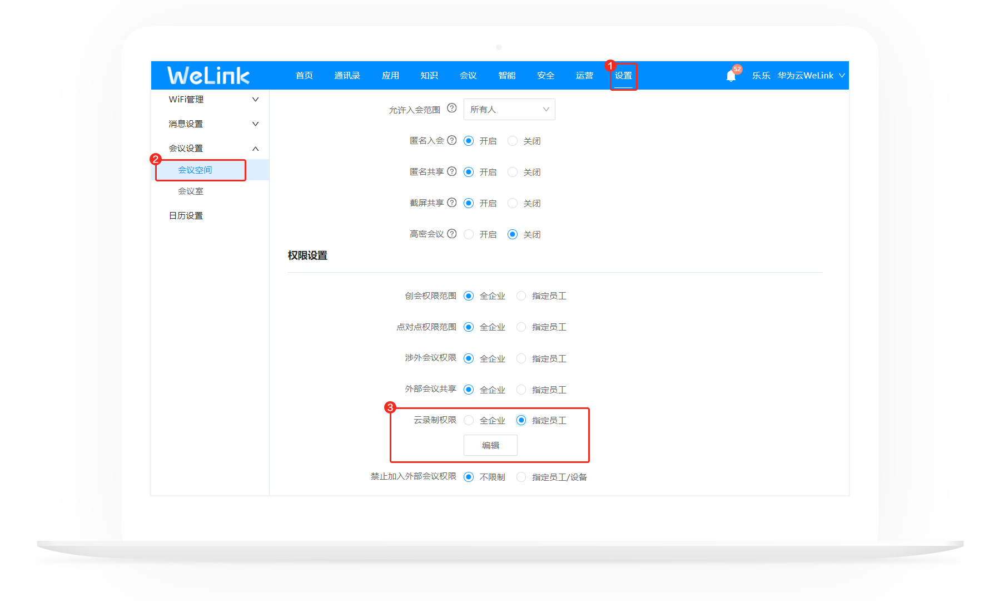 WeLink 首页 通讯录 应用 知识 会议 智能 安全 运营 1 设置 52 乐乐 华为云WeLink
WiFi管理
消息设置
会议设置
2 会议空间
会议室
日历设置
允许入会范围 ? 所有人
匿名入会 ? 开启 关闭
匿名共享 ? 开启 关闭
截屏共享 ? 开启 关闭
高密会议 ? 开启 关闭
权限设置
创会权限范围 全企业 指定员工
点对点权限范围 全企业 指定员工
涉外会议权限 全企业 指定员工
外部会议共享 全企业 指定员工
3 云录制权限 全企业 指定员工
编辑
禁止加入外部会议权限 不限制 指定员工/设备